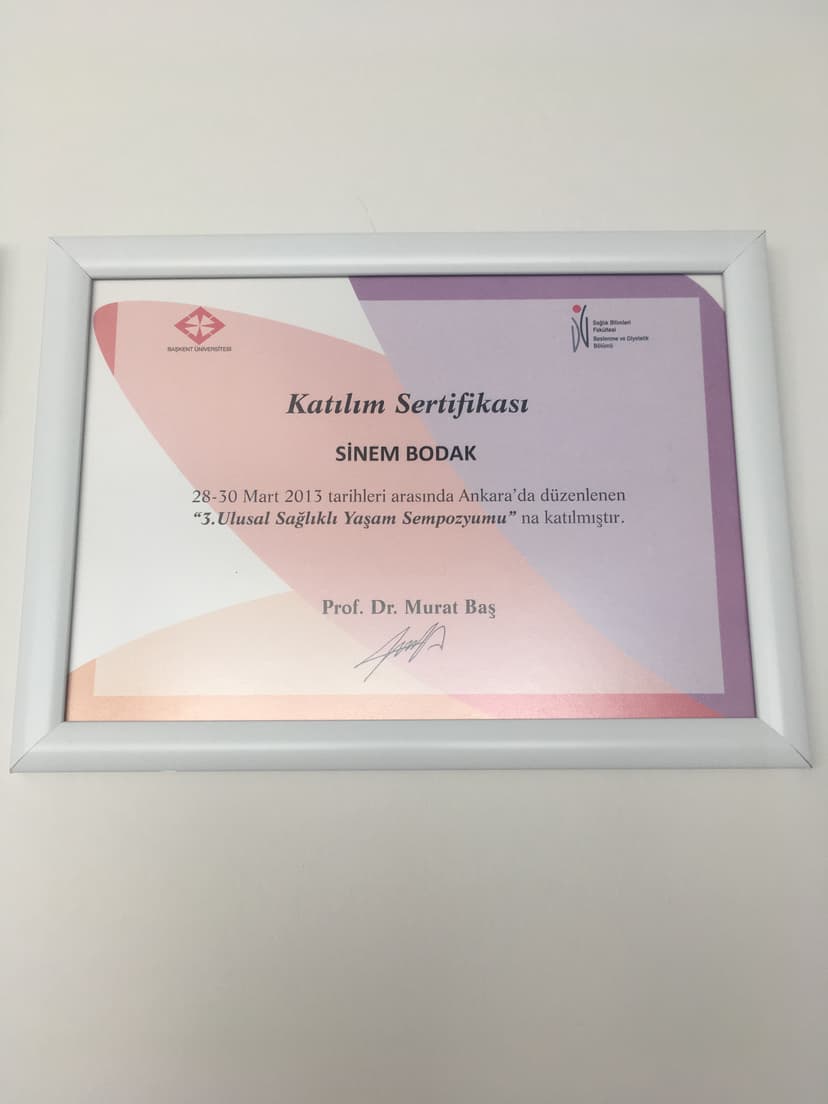 BAŞKENT ÜNİVERSİTESİ
Sağlık Bilimleri
Fakültesi
Beslenme ve Diyetetik
Bölümü
Katılım Sertifikası
SİNEM BODAK
28-30 Mart 2013 tarihleri arasında Ankara'da düzenlenen
“3.Ulusal Sağlıklı Yaşam Sempozyumu” na katılmıştır.
Prof. Dr. Murat Baş